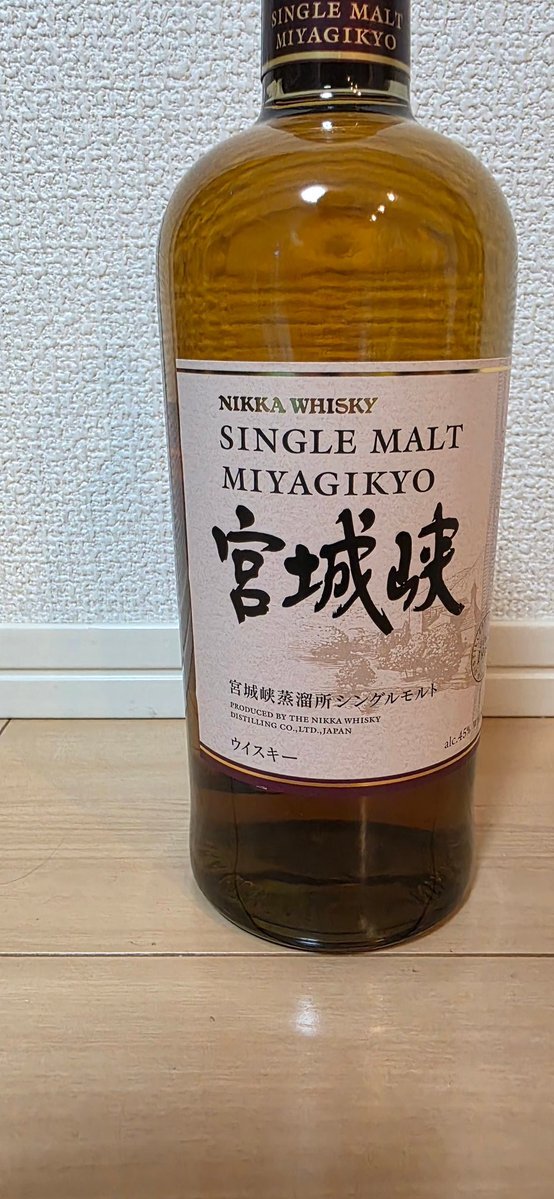 SINGLE MALT
MIYAGIKYO
NIKKA WHISKY
SINGLE MALT
MIYAGIKYO
宮城峡
宮城峡蒸溜所シングルモルト
PRODUCED BY THE NIKKA WHISKY
DISTILLING CO.,LTD.,JAPAN
ウイスキー
alc.45%